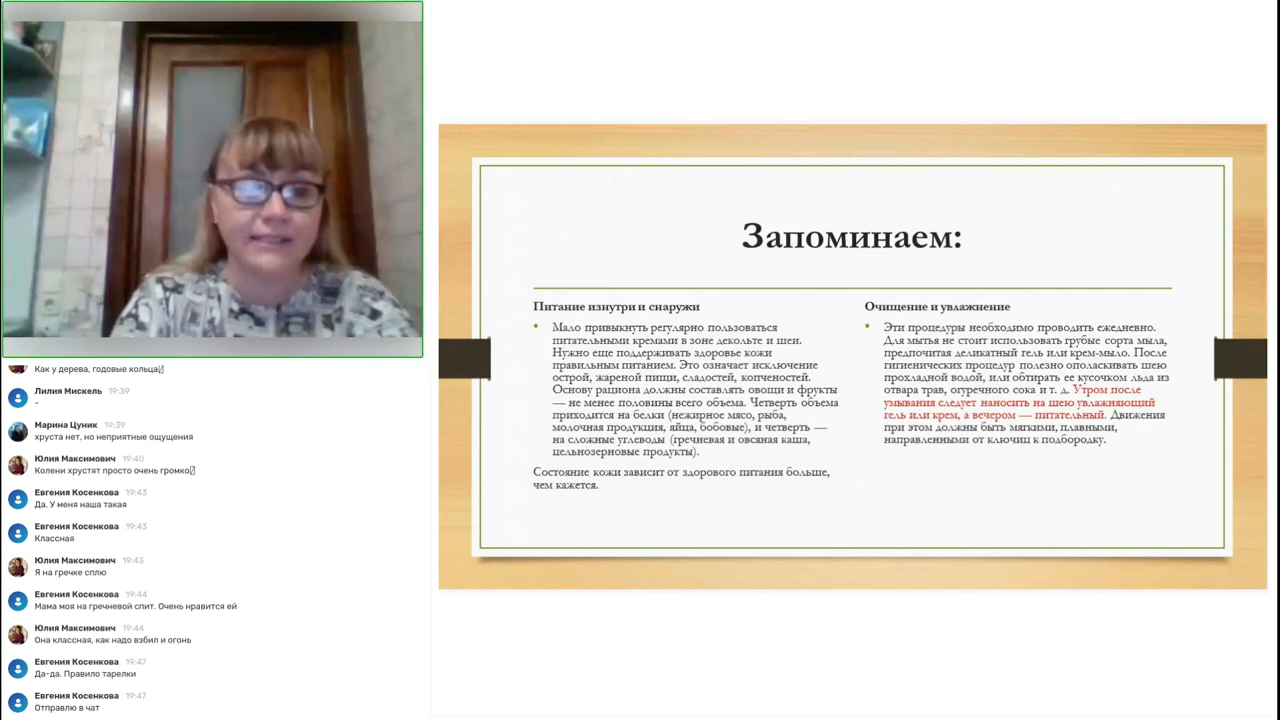 Как у дерева, годовые кольца
Лилия Мискель 19:39
–
Марина Цуник 19:39
хруста нет, но неприятные ощущения
Юлия Максимович 19:40
Колени хрустят просто очень громко
Евгения Косенкова 19:43
Да. У меня наша такая
Евгения Косенкова 19:43
Классная
Юлия Максимович 19:43
Я на гречке сплю
Евгения Косенкова 19:44
Мама моя на гречневой спит. Очень нравится ей
Юлия Максимович 19:44
Она классная, как надо взбил и огонь
Евгения Косенкова 19:47
Да-да. Правило тарелки
Евгения Косенкова 19:47
Отправлю в чат
Запоминаем:
Питание изнутри и снаружи
• Мало привыкнуть регулярно пользоваться
питательными кремами в зоне декольте и шеи.
Нужно еще поддерживать здоровье кожи
правильным питанием. Это означает исключение
острой, жареной пищи, сладостей, копченостей.
Основу рациона должны составлять овощи и фрукты
— не менее половины всего объема. Четверть объема
приходится на белки (нежирное мясо, рыба,
молочная продукция, яйца, бобовые), и четверть —
на сложные углеводы (гречневая и овсяная каша,
цельнозерновые продукты).
Состояние кожи зависит от здорового питания больше,
чем кажется.
Очищение и увлажнение
• Эти процедуры необходимо проводить ежедневно.
Для мытья не стоит использовать грубые сорта мыла,
предпочитая деликатный гель или крем-мыло. После
гигиенических процедур полезно ополаскивать шею
прохладной водой, или обтирать ее кусочком льда из
отвара трав, огуречного сока и т. д. Утром после
умывания следует наносить на шею увлажняющий
гель или крем, а вечером — питательный. Движения
при этом должны быть мягкими, плавными,
направленными от ключиц к подбородку.